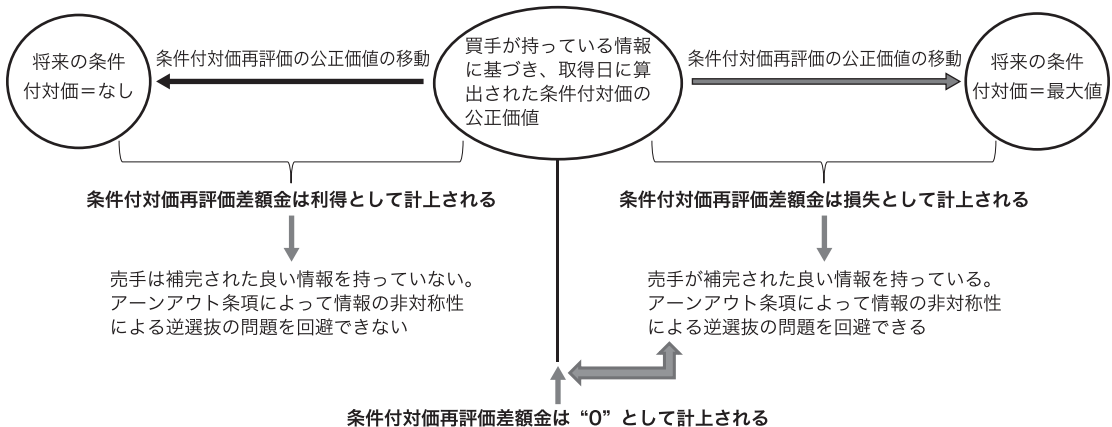 将来の条件
付対価＝なし
条件付対価再評価の公正価値の移動
買手が持っている情報
に基づき、取得日に算
出された条件付対価の
公正価値
条件付対価再評価の公正価値の移動
将来の条件
付対価＝最大値
条件付対価再評価差額金は利得として計上される
条件付対価再評価差額金は損失として計上される
売手は補完された良い情報を持っていない。
アーンアウト条項によって情報の非対称性
による逆選抜の問題を回避できない
売手が補完された良い情報を持っている。
アーンアウト条項によって情報の非対称性
による逆選抜の問題を回避できる
条件付対価再評価差額金は “0” として計上される